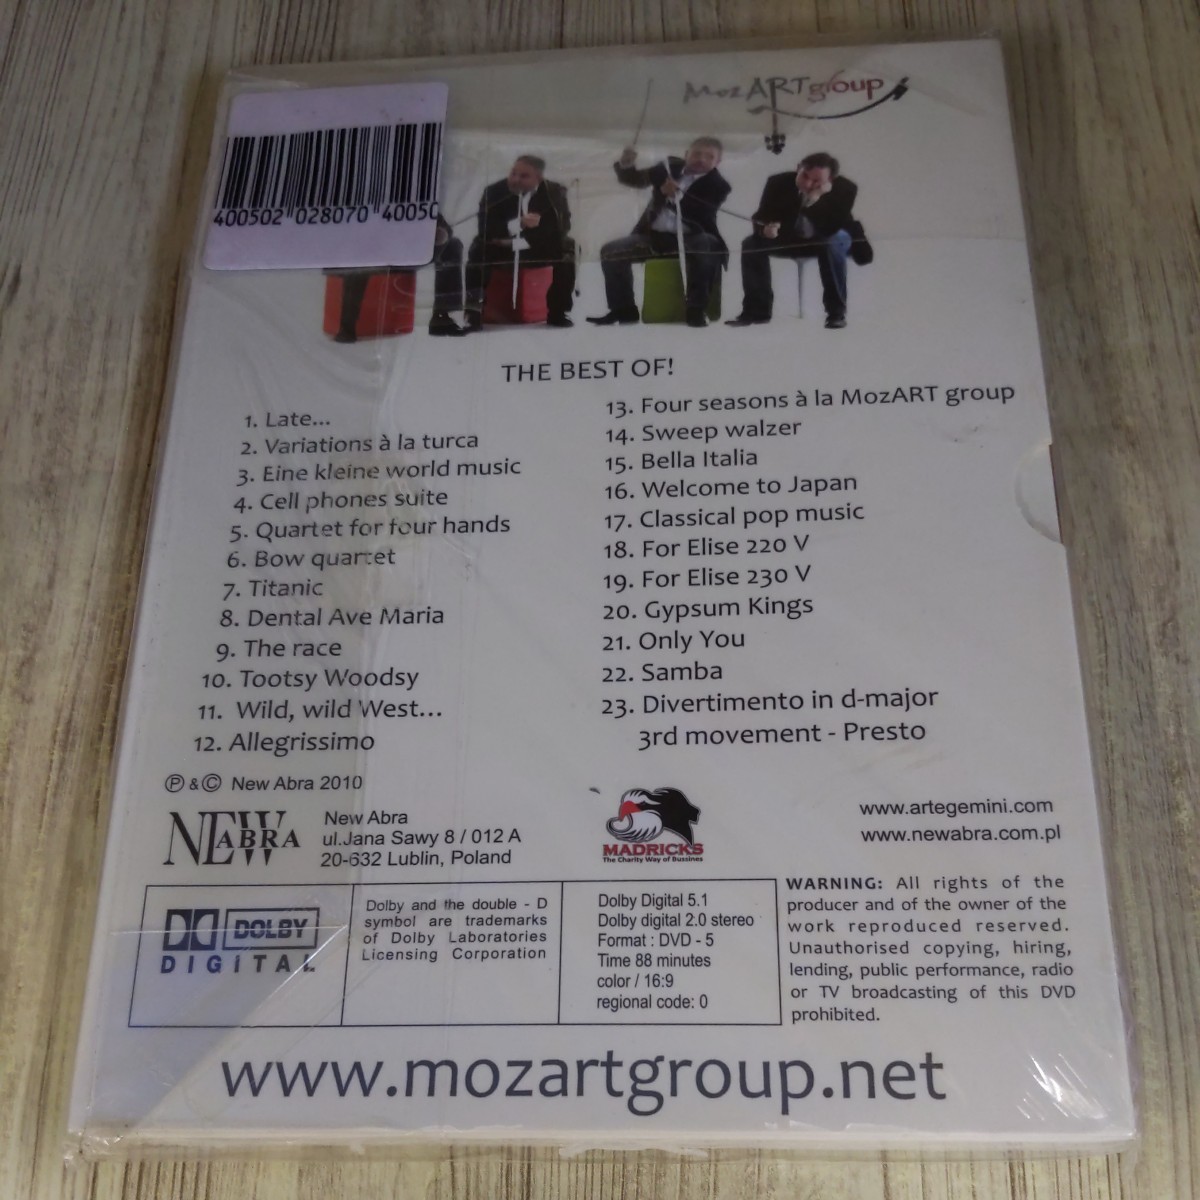 MozART group
400502 028070 4005
THE BEST OF!
1. Late...
2. Variations à la turca
3. Eine kleine world music
4. Cell phones suite
5. Quartet for four hands
6. Bow quartet
7. Titanic
8. Dental Ave Maria
9. The race
10. Tootsy Woodsy
11. Wild, wild West...
12. Allegrissimo
13. Four seasons à la MozART group
14. Sweep walzer
15. Bella Italia
16. Welcome to Japan
17. Classical pop music
18. For Elise 220 V
19. For Elise 230 V
20. Gypsum Kings
21. Only You
22. Samba
23. Divertimento in d-major
3rd movement - Presto
Ⓟ & © New Abra 2010
NEW ABRA
New Abra
ul.Jana Sawy 8 / 012 A
20-632 Lublin, Poland
MADRICKS
The Charity Way of Bussines
www.artegemini.com
www.newabra.com.pl
DOLBY
DIGITAL
Dolby and the double - D
symbol are trademarks
of Dolby Laboratories
Licensing Corporation
Dolby Digital 5.1
Dolby digital 2.0 stereo
Format : DVD - 5
Time 88 minutes
color / 16:9
regional code: 0
WARNING: All rights of the
producer and of the owner of the
work reproduced reserved.
Unauthorised copying, hiring,
lending, public performance, radio
or TV broadcasting of this DVD
prohibited.
www.mozartgroup.net